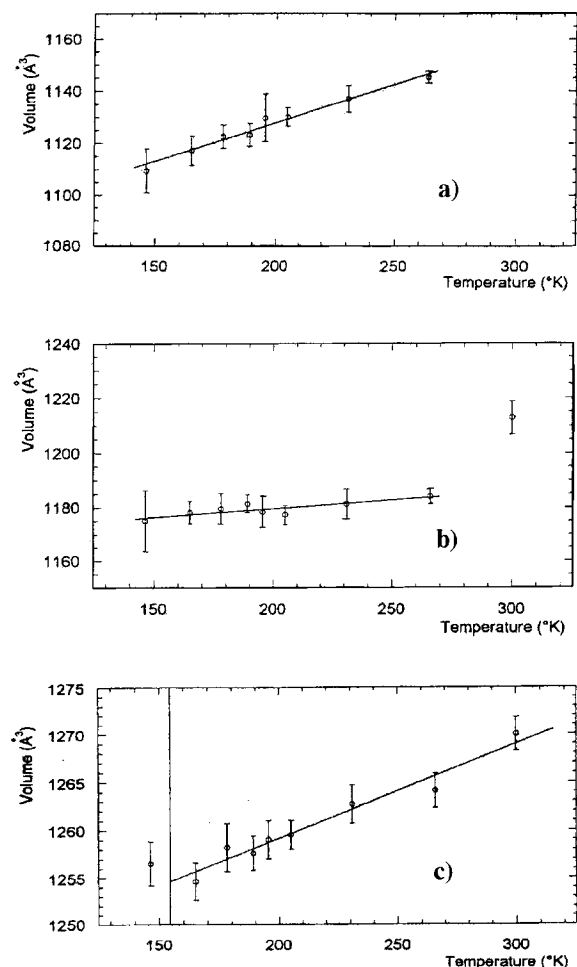 1160
1140
1120
1100
1080
Volume (Å³)
a)
150 200 250 300
Temperature (°K)
1240
1220
1200
1180
1160
Volume (Å³)
b)
150 200 250 300
Temperature (°K)
1275
1270
1265
1260
1255
1250
Volume (Å³)
c)
150 200 250 300
Temperature (°K)